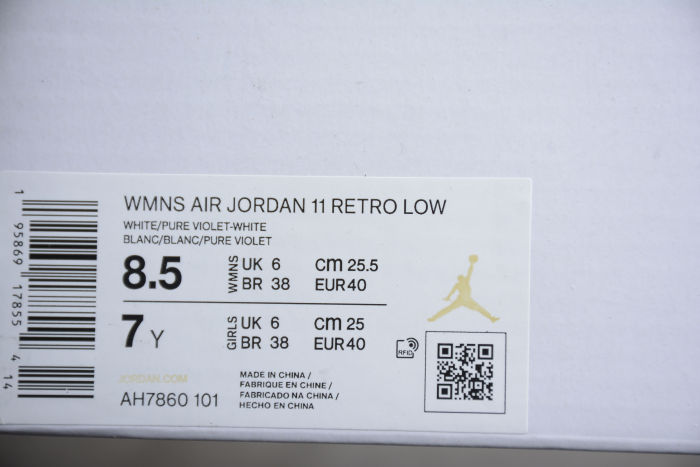 WMNS AIR JORDAN 11 RETRO LOW
WHITE/PURE VIOLET-WHITE
BLANC/BLANC/PURE VIOLET
8.5 WMNS UK 6 cm 25.5
BR 38 EUR 40
7Y GIRLS UK 6 cm 25
BR 38 EUR 40
RFID
JORDAN.COM
AH7860 101
MADE IN CHINA /
FABRIQUE EN CHINE /
FABRICADO NA CHINA /
HECHO EN CHINA
1 95869 17855 4 14